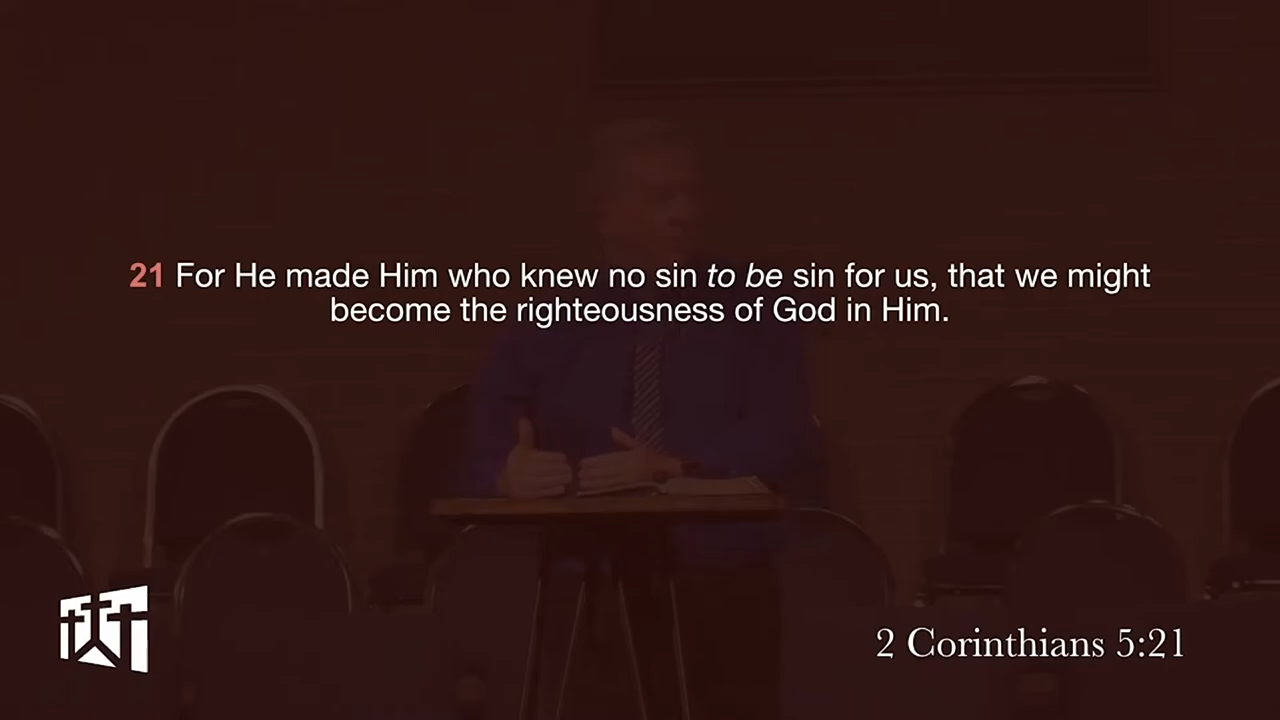 21 For He made Him who knew no sin to be sin for us, that we might
become the righteousness of God in Him.
2 Corinthians 5:21